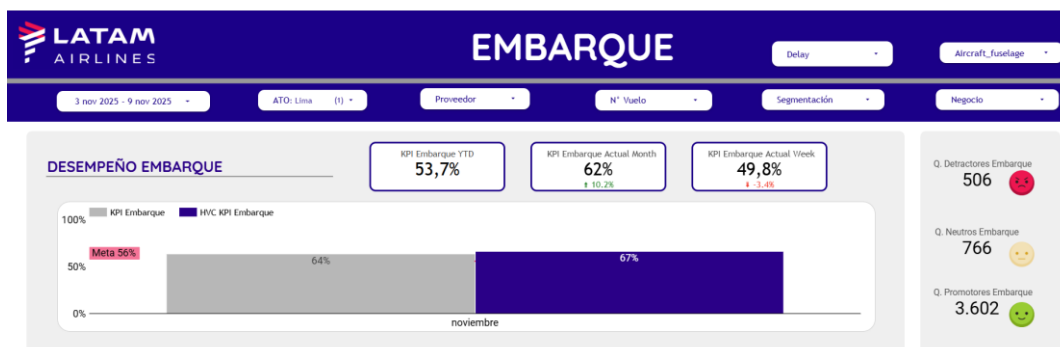 LATAM
AIRLINES
EMBARQUE
Delay
Aircraft_fuselage
3 nov 2025 - 9 nov 2025
ATO: Lima (1)
Proveedor
N° Vuelo
Segmentación
Negocio
DESEMPEÑO EMBARQUE
KPI Embarque YTD
53,7%
KPI Embarque Actual Month
62%
10.2%
KPI Embarque Actual Week
49,8%
-3.4%
KPI Embarque
HVC KPI Embarque
100%
Meta 56%
50%
0%
64%
67%
noviembre
Q. Detractores Embarque
506
Q. Neutros Embarque
766
Q. Promotores Embarque
3.602